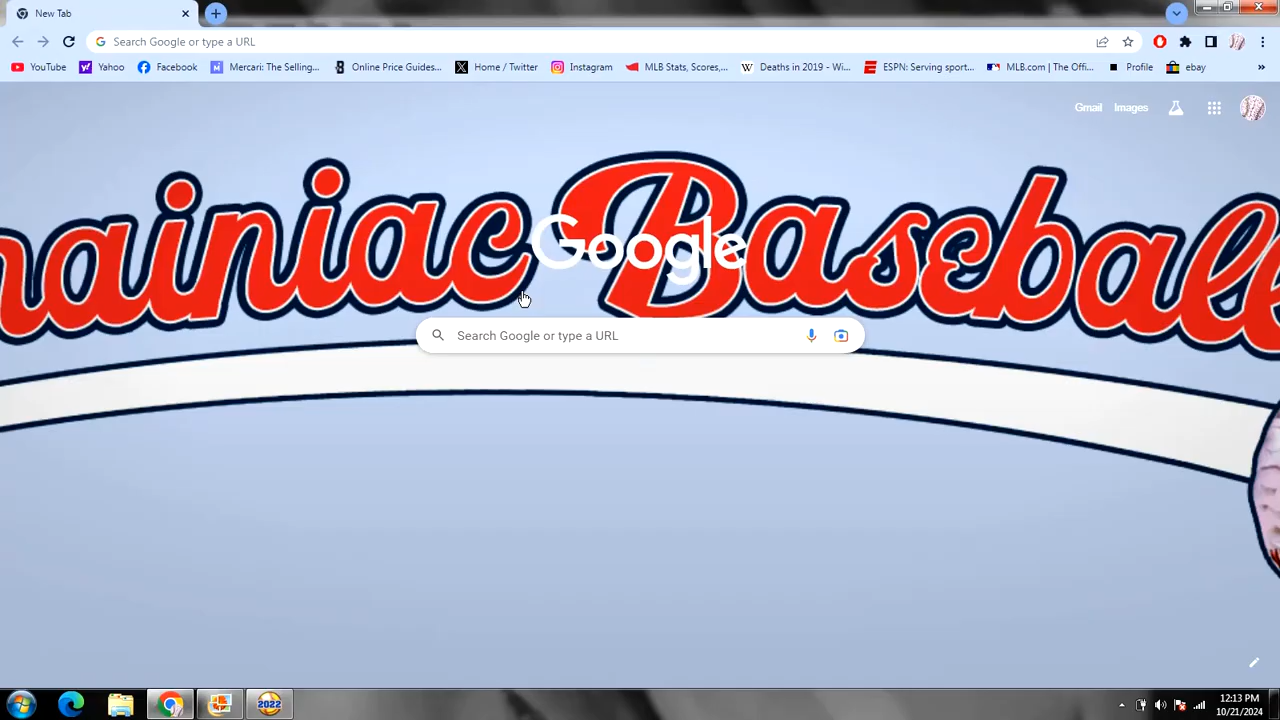 New Tab
Search Google or type a URL
YouTube Yahoo Facebook Mercari: The Selling... Online Price Guides... Home / Twitter Instagram MLB Stats, Scores,... Deaths in 2019 - Wi... ESPN: Serving sport... MLB.com | The Offi... Profile ebay »
Gmail Images
ainiac Baseball
Google
Search Google or type a URL
2022
12:13 PM
10/21/2024